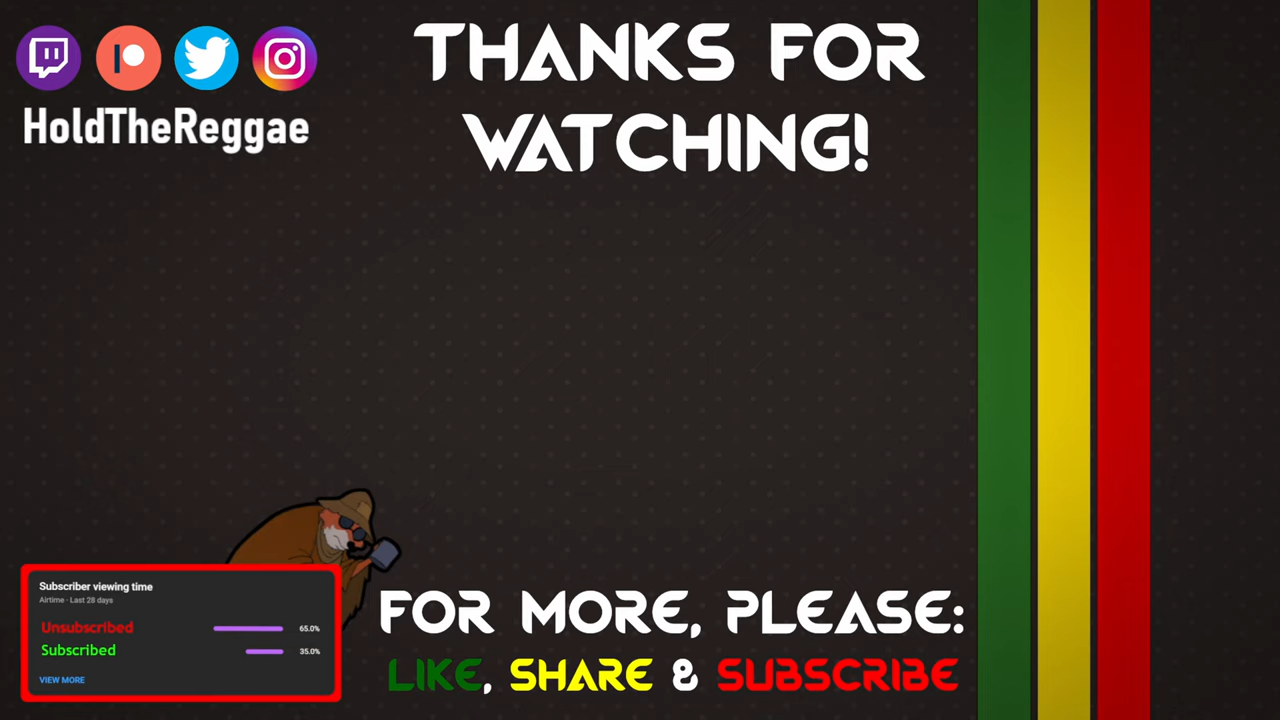 THANKS FOR
WATCHING!
HoldTheReggae
Subscriber viewing time
Airtime · Last 28 days
Unsubscribed 65.0%
Subscribed 35.0%
VIEW MORE
FOR MORE, PLEASE:
LIKE, SHARE & SUBSCRIBE